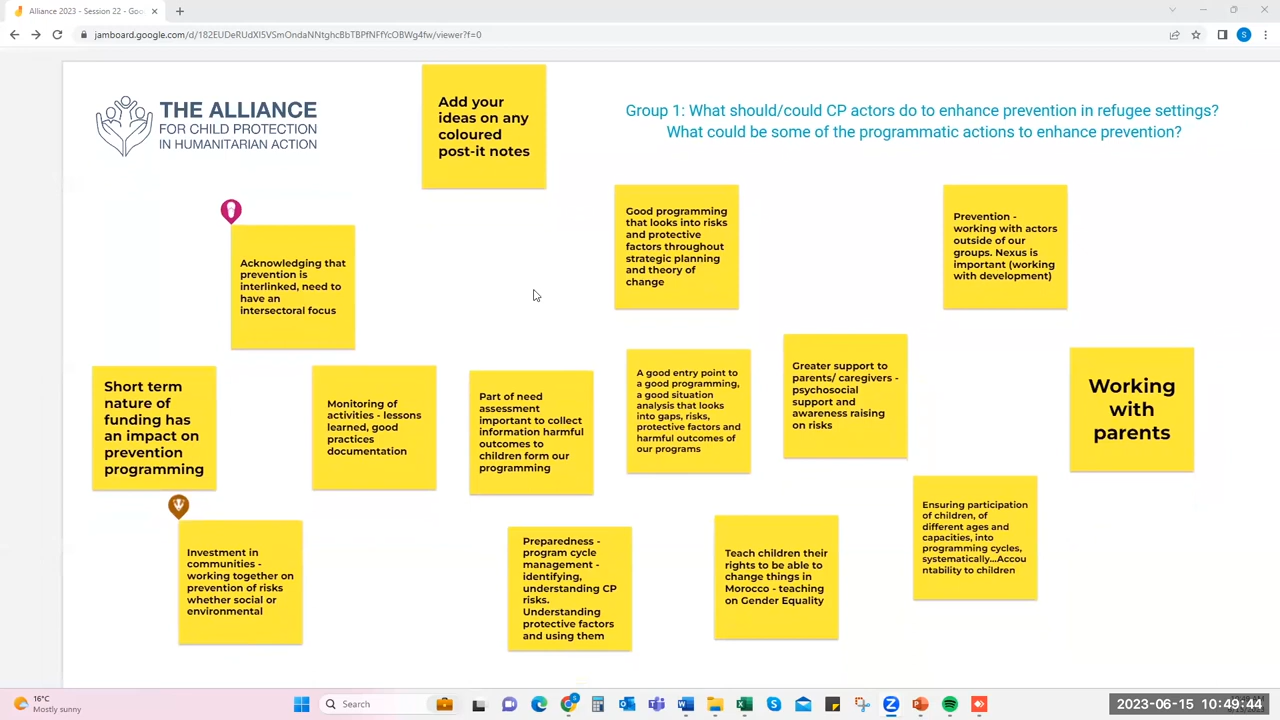 Alliance 2023 - Session 22 - Goo
jamboard.google.com/d/182EUDeRUdXI5VSmOndaNNtghcBbTBPfNFfYcOBWg4fw/viewer?f=0
S
THE ALLIANCE
FOR CHILD PROTECTION
IN HUMANITARIAN ACTION
Add your
ideas on any
coloured
post-it notes
Group 1: What should/could CP actors do to enhance prevention in refugee settings?
What could be some of the programmatic actions to enhance prevention?
Acknowledging that
prevention is
interlinked, need to
have an
intersectoral focus
Good programming
that looks into risks
and protective
factors throughout
strategic planning
and theory of
change
Prevention -
working with actors
outside of our
groups. Nexus is
important (working
with development)
Short term
nature of
funding has
an impact on
prevention
programming
Monitoring of
activities - lessons
learned, good
practices
documentation
Part of need
assessment
important to collect
information harmful
outcomes to
children form our
programming
A good entry point to
a good programming,
a good situation
analysis that looks
into gaps, risks,
protective factors and
harmful outcomes of
our programs
Greater support to
parents/ caregivers -
psychosocial
support and
awareness raising
on risks
Working
with
parents
Investment in
communities -
working together on
prevention of risks
whether social or
environmental
Preparedness -
program cycle
management -
identifying,
understanding CP
risks.
Understanding
protective factors
and using them
Teach children their
rights to be able to
change things in
Morocco - teaching
on Gender Equality
Ensuring participation
of children, of
different ages and
capacities, into
programming cycles,
systematically...Accou
ntability to children
16°C
Mostly sunny
Search
2023-06-15 10:49:44